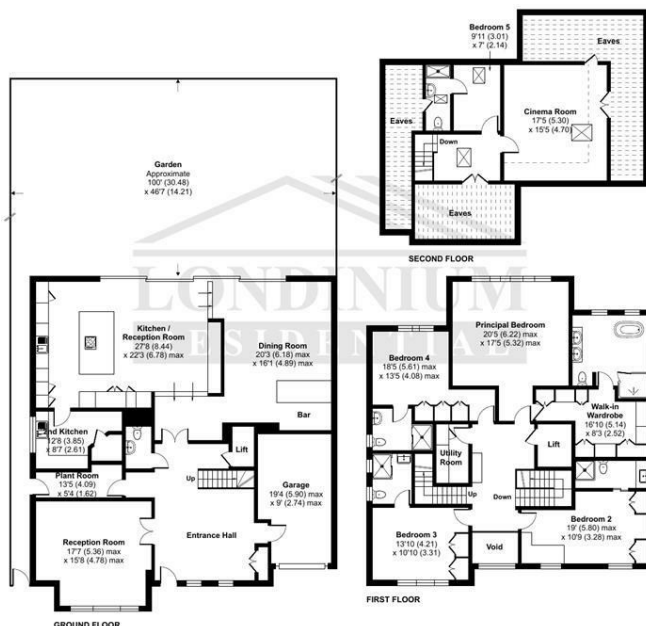 Bedroom 5
9'11 (3.01)
x 7' (2.14)
Eaves
Cinema Room
17'5 (5.30)
x 15'5 (4.70)
Eaves
Down
Eaves
SECOND FLOOR
Garden
Approximate
100' (30.48)
x 46'7 (14.21)
LONDINIUM
RESIDENTIAL
Kitchen /
Reception Room
27'8 (8.44)
x 22'3 (6.78) max
Dining Room
20'3 (6.18) max
x 16'1 (4.89) max
Bar
2nd Kitchen
12'8 (3.85)
x 8'7 (2.61)
Lift
Plant Room
13'5 (4.09)
x 5'4 (1.62)
Up
Garage
19'4 (5.90) max
x 9' (2.74) max
Reception Room
17'7 (5.36) max
x 15'8 (4.78) max
Entrance Hall
GROUND FLOOR
Principal Bedroom
20'5 (6.22) max
x 17'5 (5.32) max
Bedroom 4
18'5 (5.61) max
x 13'5 (4.08) max
Walk-in
Wardrobe
16'10 (5.14)
x 8'3 (2.52)
Utility
Room
Lift
Up
Down
Bedroom 3
13'10 (4.21)
x 10'10 (3.31)
Void
Bedroom 2
19' (5.80) max
x 10'9 (3.28) max
FIRST FLOOR